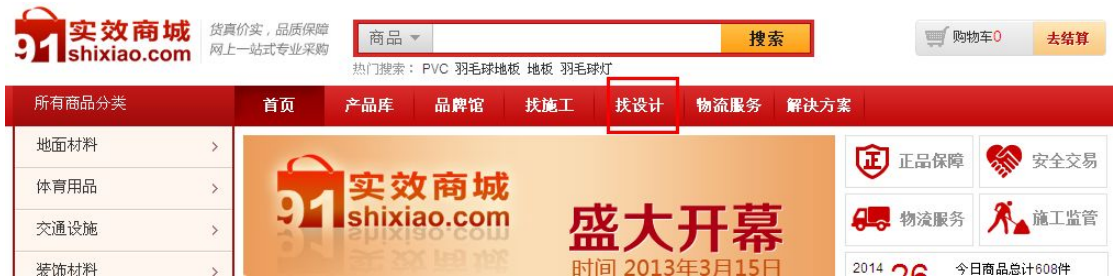 91 实效商城
shixiao.com
货真价实，品质保障
网上一站式专业采购
商品
搜索
购物车0
去结算
热门搜索： PVC 羽毛球地板 地板 羽毛球灯
所有商品分类
首页 产品库 品牌馆 找施工 找设计 物流服务 解决方案
地面材料
体育用品
交通设施
装饰材料
91 实效商城
shixiao.com
盛大开幕
时间 2013年3月15日
正 正品保障
安全交易
物流服务
施工监管
2014 26 今日商品总计608件